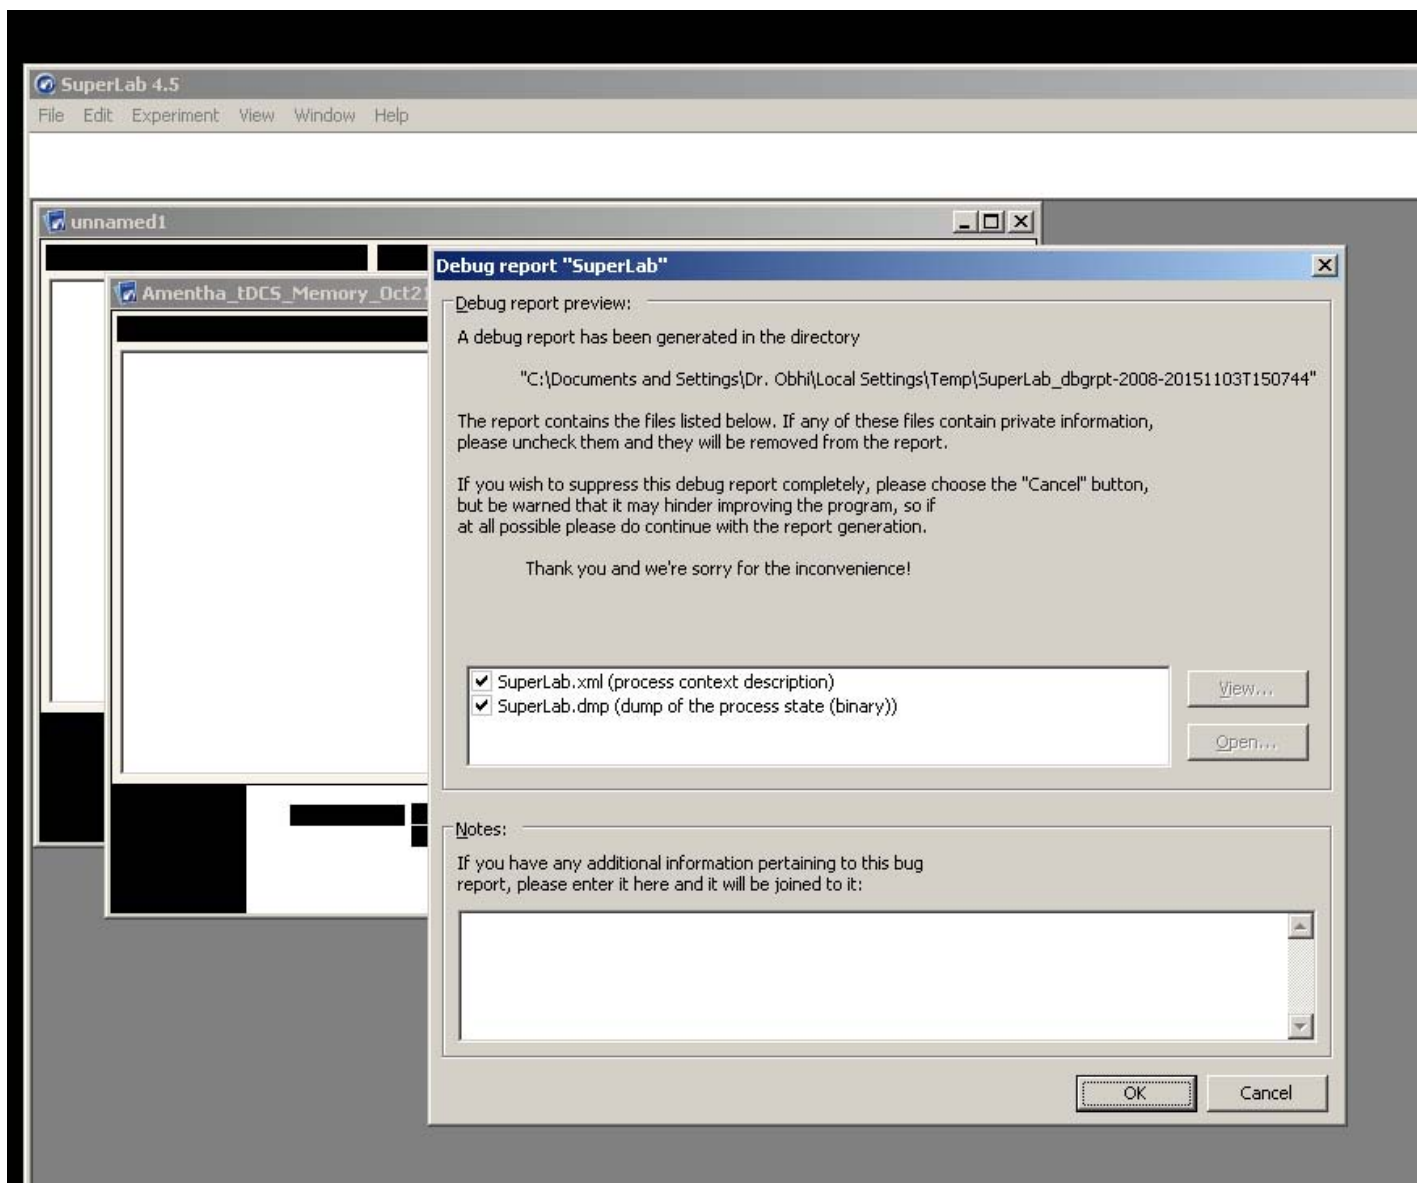 SuperLab 4.5
File Edit Experiment View Window Help
unnamed1
Amentha_tDCS_Memory_Oct21
Debug report "SuperLab"
Debug report preview:
A debug report has been generated in the directory
"C:\Documents and Settings\Dr. Obhi\Local Settings\Temp\SuperLab_dbgrpt-2008-20151103T150744"
The report contains the files listed below. If any of these files contain private information,
please uncheck them and they will be removed from the report.
If you wish to suppress this debug report completely, please choose the "Cancel" button,
but be warned that it may hinder improving the program, so if
at all possible please do continue with the report generation.
Thank you and we're sorry for the inconvenience!
SuperLab.xml (process context description)
SuperLab.dmp (dump of the process state (binary))
View...
Open...
Notes:
If you have any additional information pertaining to this bug
report, please enter it here and it will be joined to it:
OK
Cancel